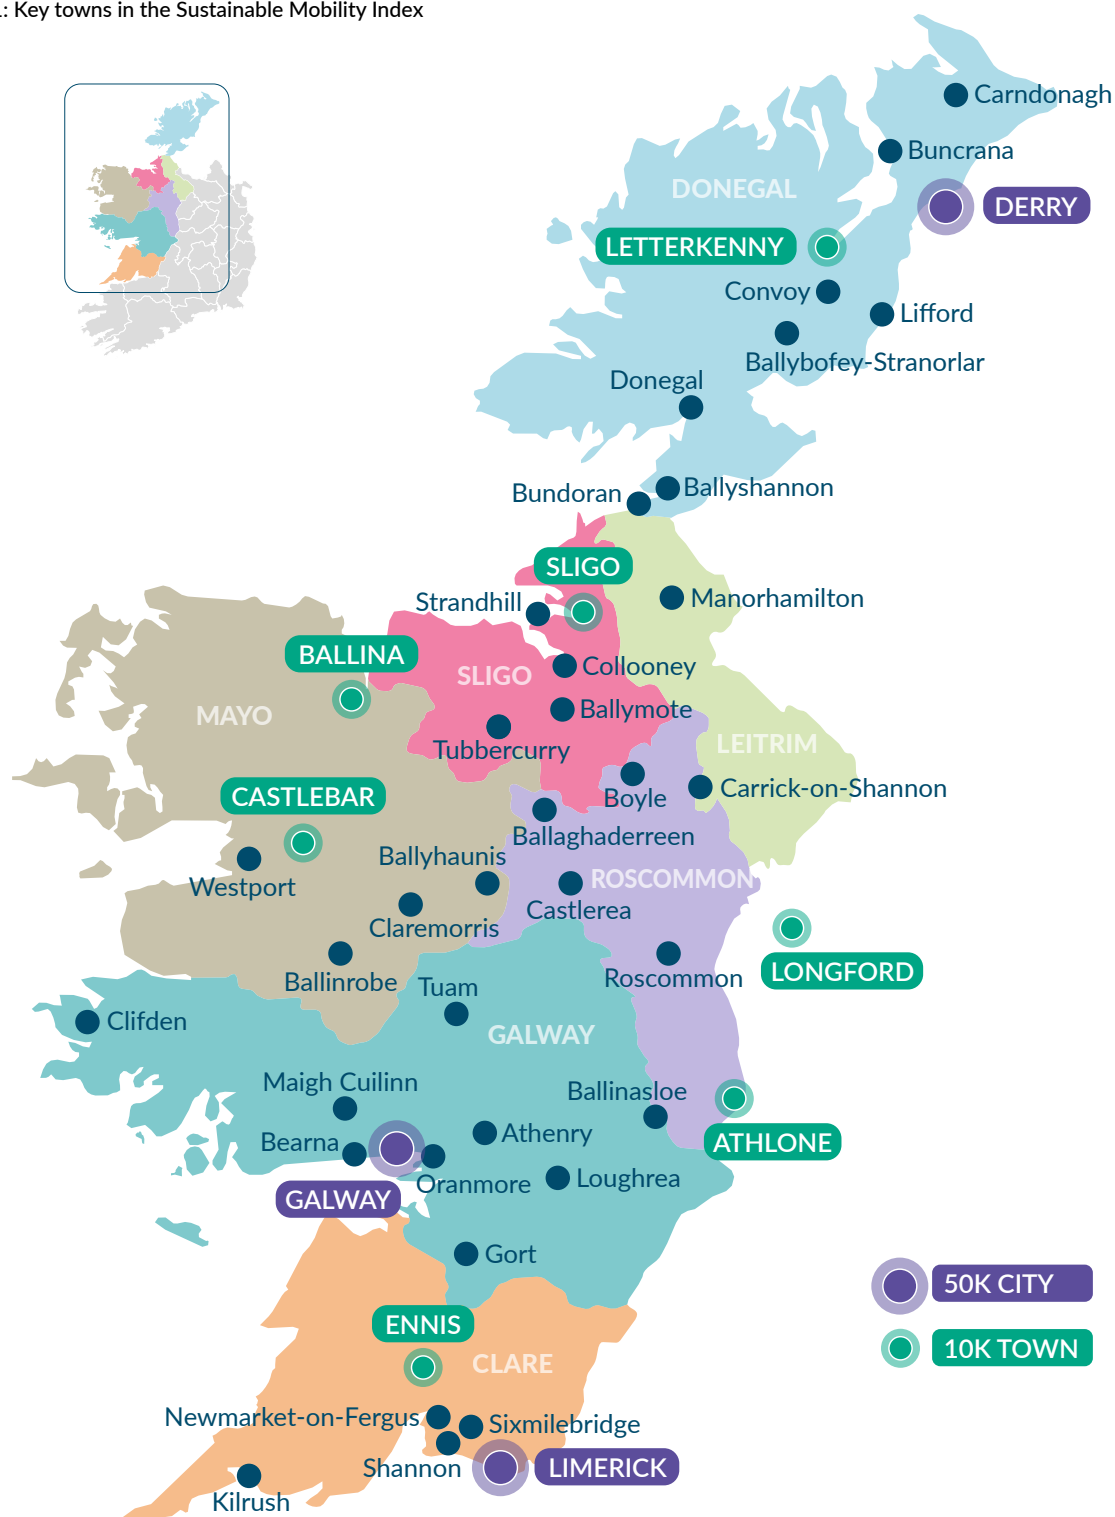 : Key towns in the Sustainable Mobility Index
Carndonagh
Buncrana
DONEGAL
DERRY
LETTERKENNY
Convoy
Lifford
Ballybofey-Stranorlar
Donegal
Ballyshannon
Bundoran
SLIGO
Strandhill
Manorhamilton
BALLINA
Collooney
SLIGO
MAYO
Ballymote
Tubbercurry
LEITRIM
CASTLEBAR
Boyle
Carrick-on-Shannon
Ballaghaderreen
Ballyhaunis
Westport
ROSCOMMON
Castlerea
Claremorris
LONGFORD
Ballinrobe
Roscommon
Tuam
Clifden
GALWAY
Maigh Cuilinn
Ballinasloe
Bearna
Athenry
ATHLONE
Oranmore
Loughrea
GALWAY
Gort
50K CITY
ENNIS
10K TOWN
CLARE
Newmarket-on-Fergus
Sixmilebridge
Shannon
LIMERICK
Kilrush